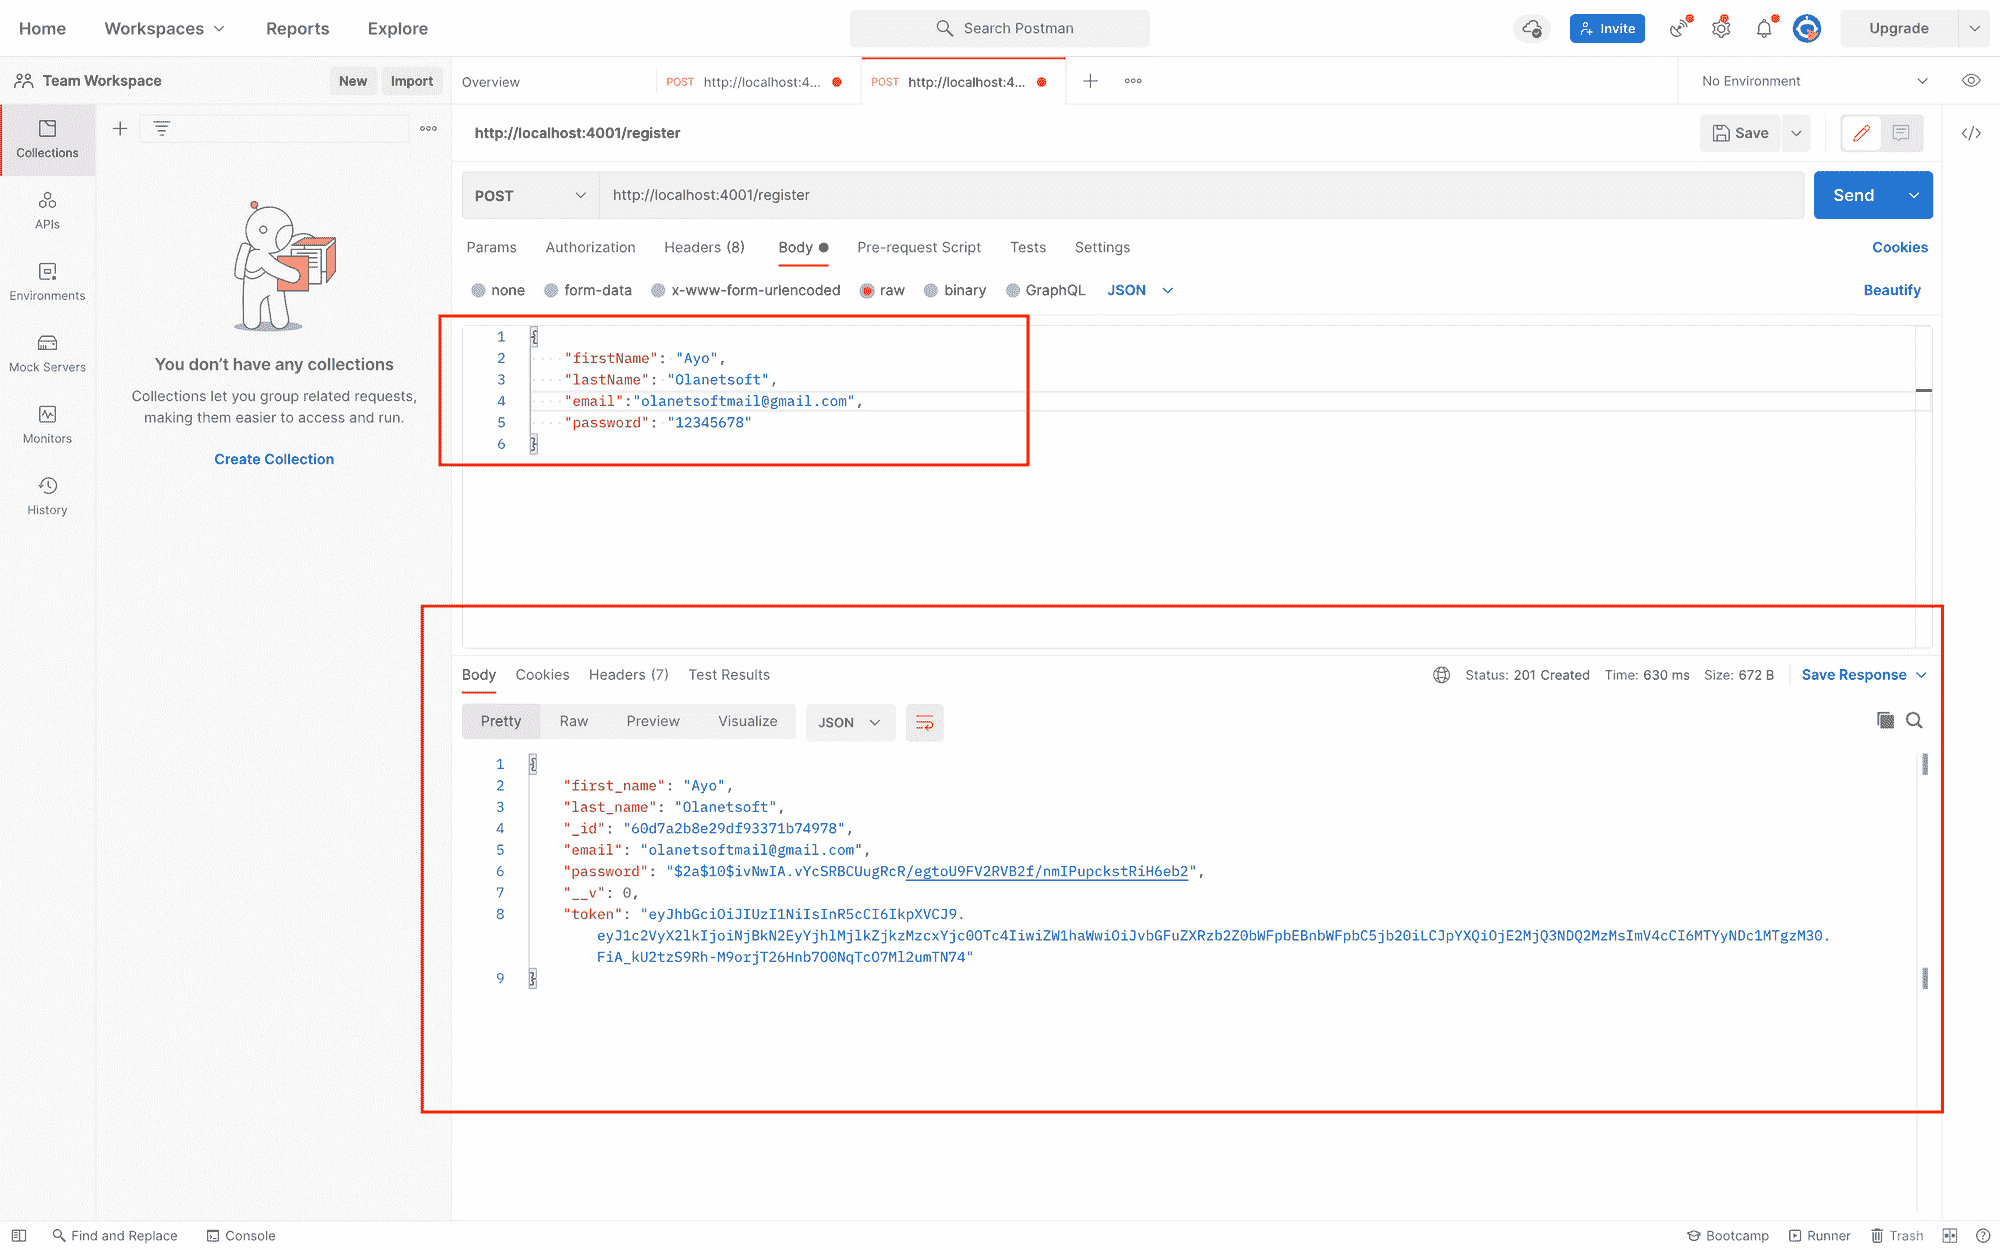 Home Workspaces Reports Explore Search Postman Invite Upgrade
Team Workspace New Import Overview POST http://localhost:4... POST http://localhost:4... No Environment
http://localhost:4001/register Save
Collections
POST http://localhost:4001/register Send
APIs
Params Authorization Headers (8) Body Pre-request Script Tests Settings Cookies
Environments
none form-data x-www-form-urlencoded raw binary GraphQL JSON Beautify
Mock Servers
Monitors
History
You don't have any collections
Collections let you group related requests,
making them easier to access and run.
Create Collection
1 {
2 "firstName": "Ayo",
3 "lastName": "Olanetsoft",
4 "email":"olanetsoftmail@gmail.com",
5 "password": "12345678"
6 }
Body Cookies Headers (7) Test Results Status: 201 Created Time: 630 ms Size: 672 B Save Response
Pretty Raw Preview Visualize JSON
1 {
2 "first_name": "Ayo",
3 "last_name": "Olanetsoft",
4 "_id": "60d7a2b8e29df93371b74978",
5 "email": "olanetsoftmail@gmail.com",
6 "password": "$2a$10$ivNwIA.vYcSRBCUugRcR/egtoU9FV2RVB2f/nmIPupckstRiH6eb2",
7 "__v": 0,
8 "token": "eyJhbGciOiJIUzI1NiIsInR5cCI6IkpXVCJ9.
eyJ1c2VyX2lkIjoiNjBkN2EyYjhlMjlkZjkzMzcxYjc0OTc4IiwiZW1haWwiOiJvbGFuZXRzb2Z0bWFpbEBnbWFpbC5jb20iLCJpYXQiOjE2MjQ3NDQ2MzMsImV4cCI6MTYyNDc1MTgzM30.
FiA_kU2tzS9Rh-M9orjT26Hnb7O0NqTcO7Ml2umTN74"
9 }
Find and Replace Console Bootcamp Runner Trash